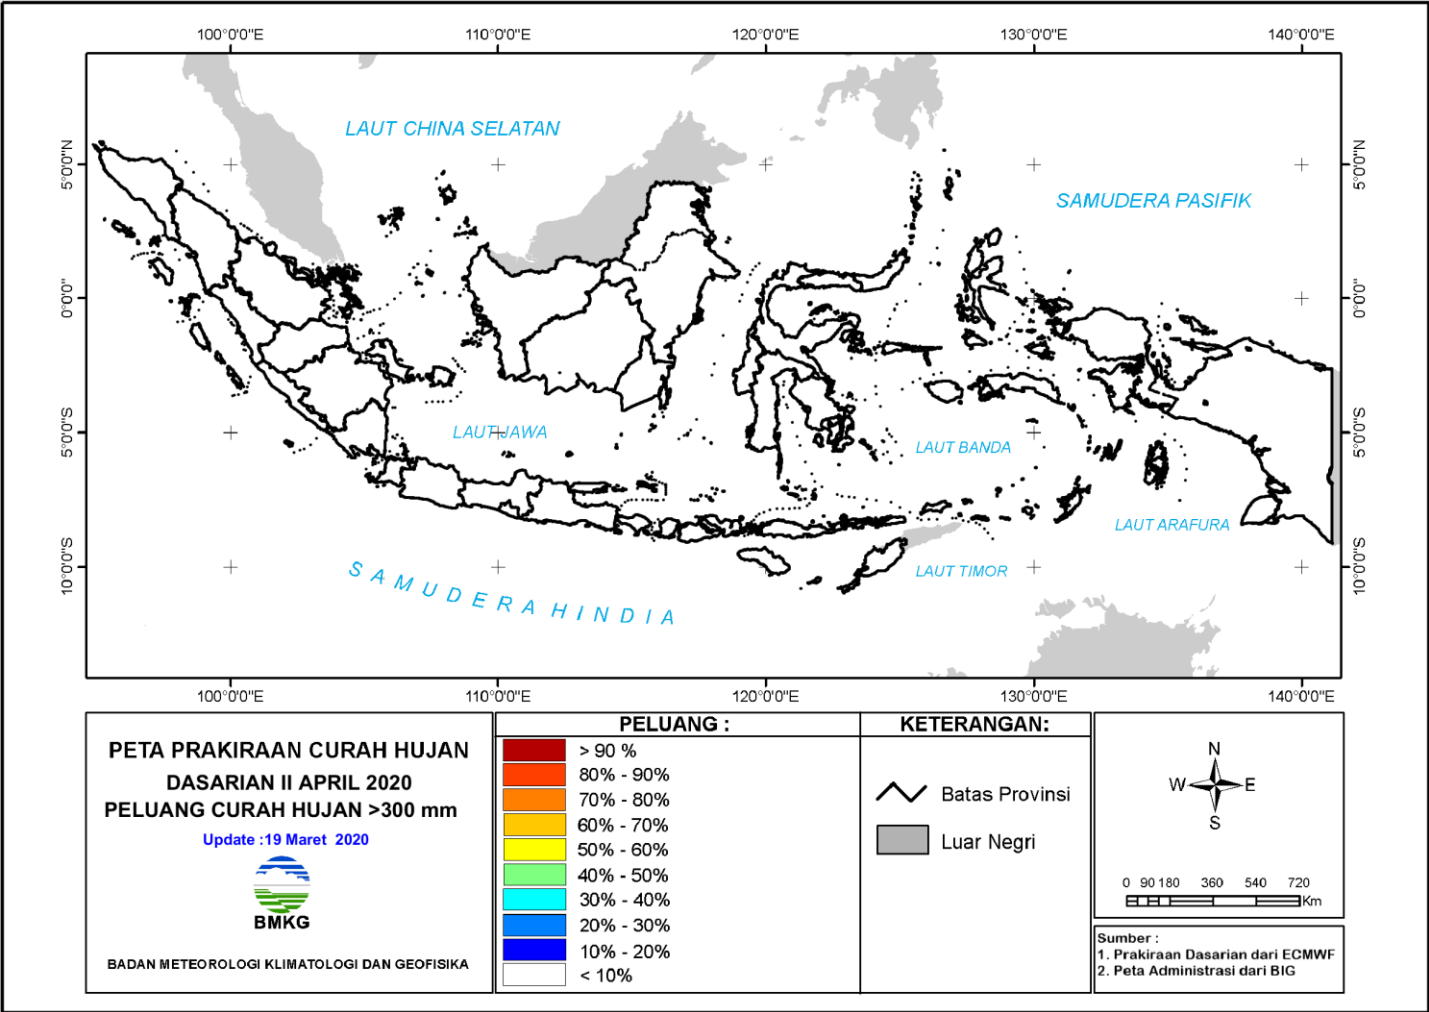 100°0'0"E 110°0'0"E 120°0'0"E 130°0'0"E 140°0'0"E
LAUT CHINA SELATAN
5°0'0"N 5°0'0"N
SAMUDERA PASIFIK
0°0'0" 0°0'0"
LAUT JAWA
5°0'0"S 5°0'0"S
LAUT BANDA
LAUT ARAFURA
10°0'0"S 10°0'0"S
LAUT TIMOR
SAMUDERA HINDIA
100°0'0"E 110°0'0"E 120°0'0"E 130°0'0"E 140°0'0"E
PETA PRAKIRAAN CURAH HUJAN
DASARIAN II APRIL 2020
PELUANG CURAH HUJAN >300 mm
Update :19 Maret 2020
BMKG
BADAN METEOROLOGI KLIMATOLOGI DAN GEOFISIKA
PELUANG :
> 90 %
80% - 90%
70% - 80%
60% - 70%
50% - 60%
40% - 50%
30% - 40%
20% - 30%
10% - 20%
< 10%
KETERANGAN:
Batas Provinsi
Luar Negri
N
W E
S
0 90 180 360 540 720
Km
Sumber :
1. Prakiraan Dasarian dari ECMWF
2. Peta Administrasi dari BIG